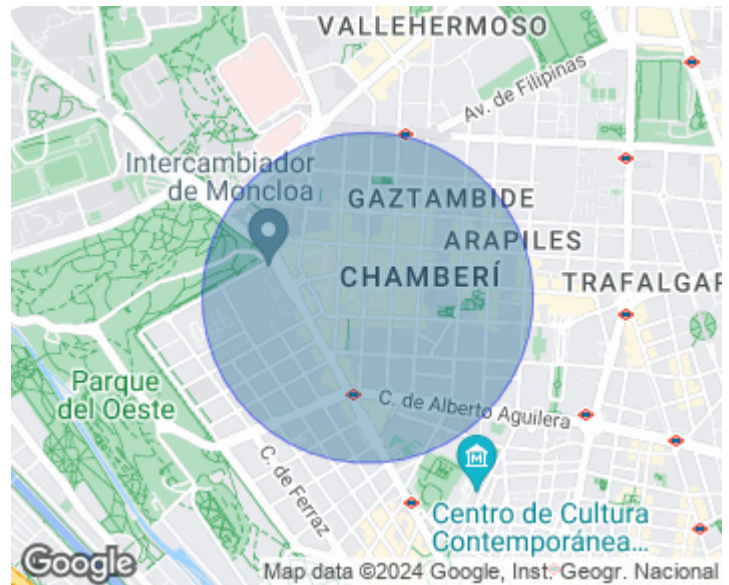 VALLEHERMOSO
Av. de Filipinas
Intercambiador
de Moncloa
GAZTAMBIDE
ARAPILES
CHAMBERÍ
TRAFALGAR
Parque
del Oeste
C. de Alberto Aguilera
C. de Ferraz
M
Centro de Cultura
Contemporánea...
Google
Map data ©2024 Google, Inst. Geogr. Nacional